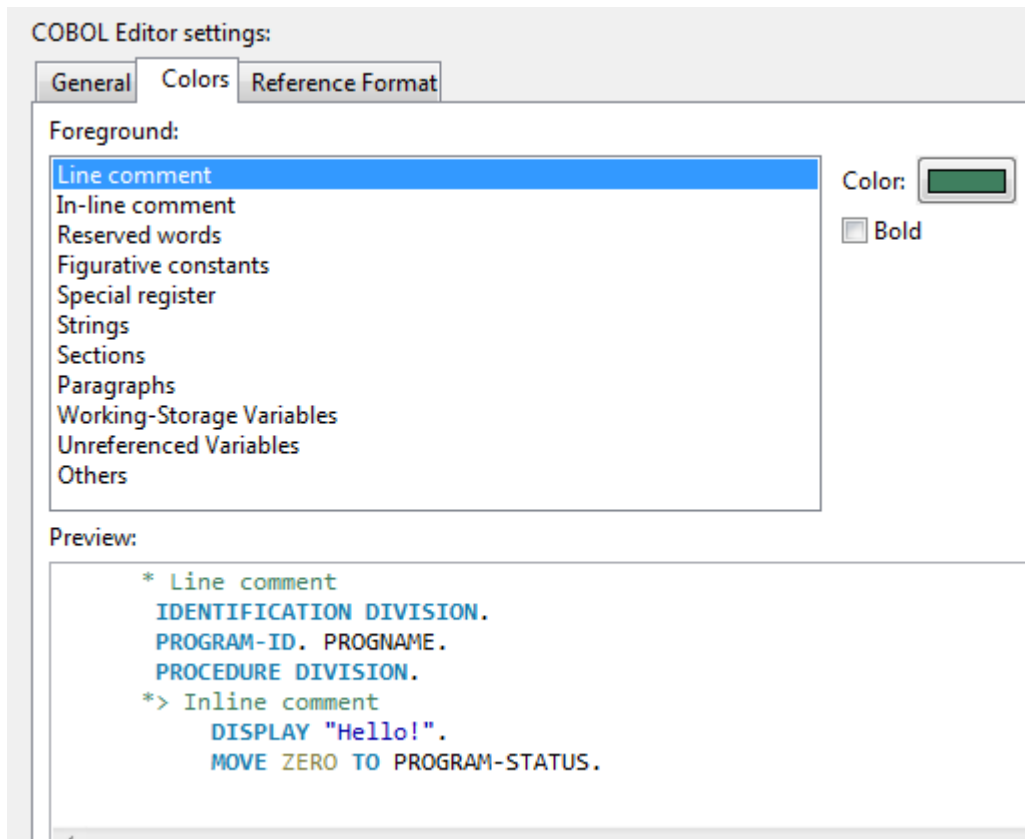 COBOL Editor settings:
General Colors Reference Format
Foreground:
Line comment
Color:
In-line comment
Bold
Reserved words
Figurative constants
Special register
Strings
Sections
Paragraphs
Working-Storage Variables
Unreferenced Variables
Others
Preview:
* Line comment
IDENTIFICATION DIVISION.
PROGRAM-ID. PROGNAME.
PROCEDURE DIVISION.
*> Inline comment
DISPLAY "Hello!".
MOVE ZERO TO PROGRAM-STATUS.